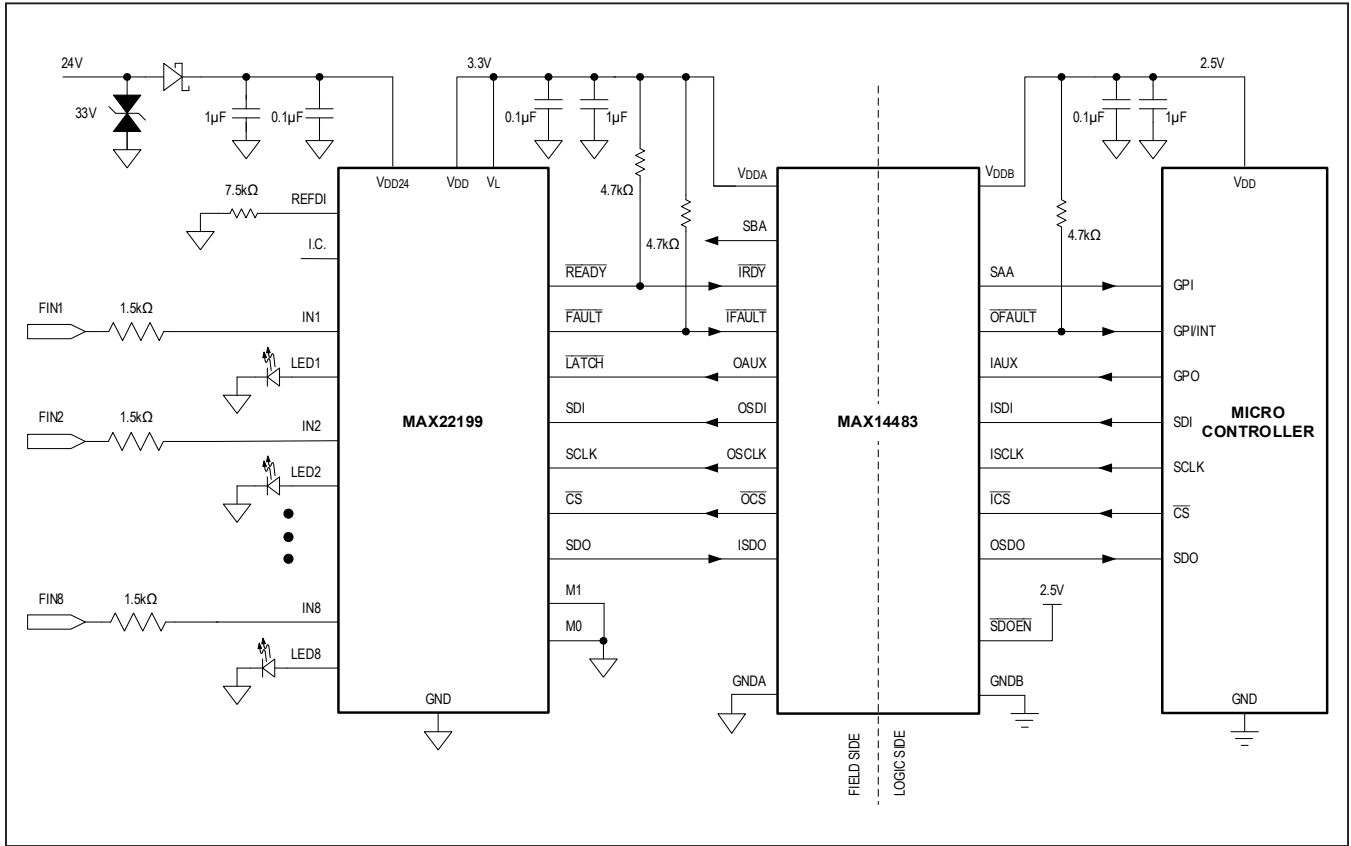 24V
3.3V
2.5V
33V
1µF
0.1µF
0.1µF
1µF
0.1µF
1µF
4.7kΩ
4.7kΩ
4.7kΩ
VDD24
VDD
VL
VDDA
VDDB
VDD
7.5kΩ
REFDI
I.C.
SBA
READY
IRDY
SAA
GPI
FIN1
1.5kΩ
IN1
FAULT
IFAULT
OFAULT
GPI/INT
LED1
LATCH
OAUX
IAUX
GPO
FIN2
1.5kΩ
IN2
MAX22199
SDI
OSDI
MAX14483
ISDI
SDI
MICRO
CONTROLLER
LED2
SCLK
OSCLK
ISCLK
SCLK
CS
OCS
ICS
CS
SDO
ISDO
OSDO
SDO
FIN8
1.5kΩ
IN8
M1
M0
2.5V
SDOEN
LED8
GND
GNDA
GNDB
GND
FIELD SIDE
LOGIC SIDE